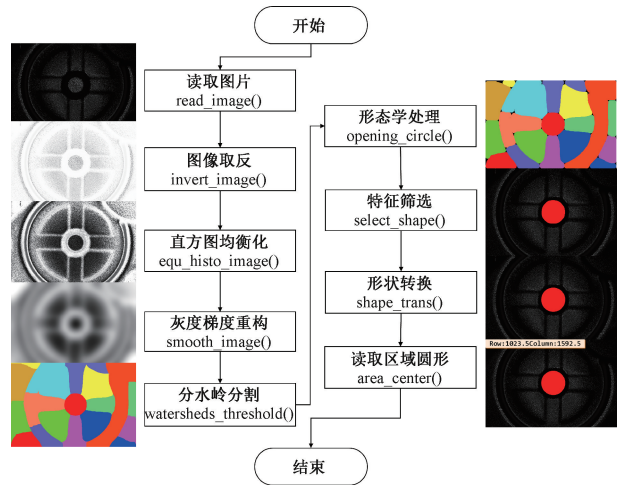 开始
读取图片
read_image()
图像取反
invert_image()
直方图均衡化
equ_histo_image()
灰度梯度重构
smooth_image()
分水岭分割
watersheds_threshold()
形态学处理
opening_circle()
特征筛选
select_shape()
形状转换
shape_trans()
读取区域圆形
area_center()
Row:1023.5Column:1592.5
结束